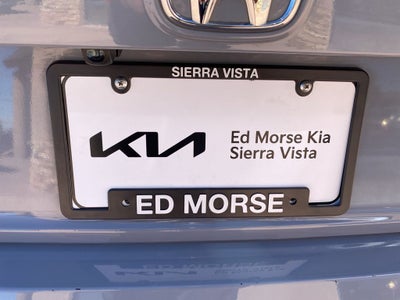 SIERRA VISTA
KIA
Ed Morse Kia
Sierra Vista
ED MORSE